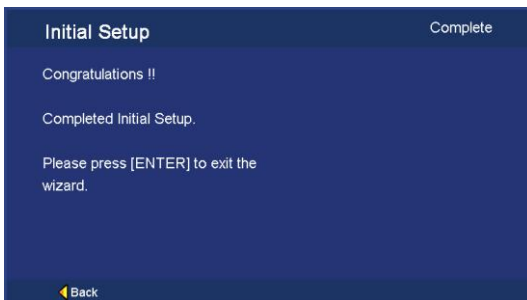 Initial Setup
Complete
Congratulations !!
Completed Initial Setup.
Please press [ENTER] to exit the
wizard.
Back